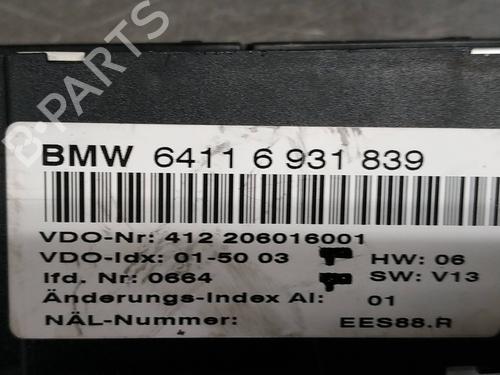 BMW 6411 6 931 839
VDO-Nr: 412 206016001
VDO-Idx: 01-50 03 HW: 06
lfd. Nr: 0664 SW: V13
Änderungs-Index AI: 01
NÄL-Nummer: EES88.R
B-PARTS